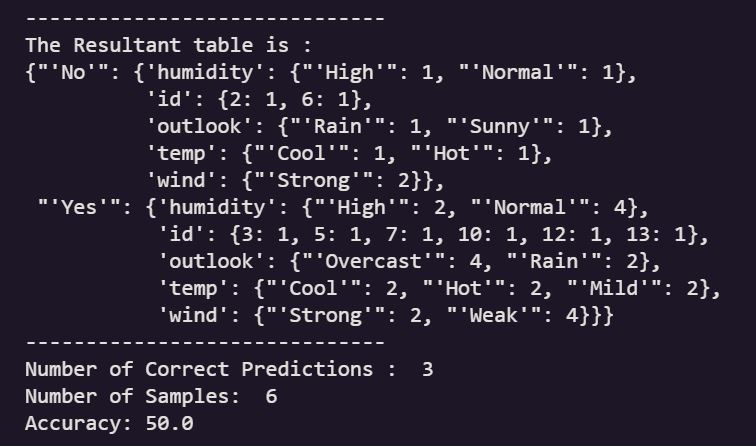 ------------------------------
The Resultant table is :
{"'No'": {'humidity': {"'High'": 1, "'Normal'": 1},
          'id': {2: 1, 6: 1},
          'outlook': {"'Rain'": 1, "'Sunny'": 1},
          'temp': {"'Cool'": 1, "'Hot'": 1},
          'wind': {"'Strong'": 2}},
 "'Yes'": {'humidity': {"'High'": 2, "'Normal'": 4},
           'id': {3: 1, 5: 1, 7: 1, 10: 1, 12: 1, 13: 1},
           'outlook': {"'Overcast'": 4, "'Rain'": 2},
           'temp': {"'Cool'": 2, "'Hot'": 2, "'Mild'": 2},
           'wind': {"'Strong'": 2, "'Weak'": 4}}}
------------------------------
Number of Correct Predictions :  3
Number of Samples:  6
Accuracy: 50.0